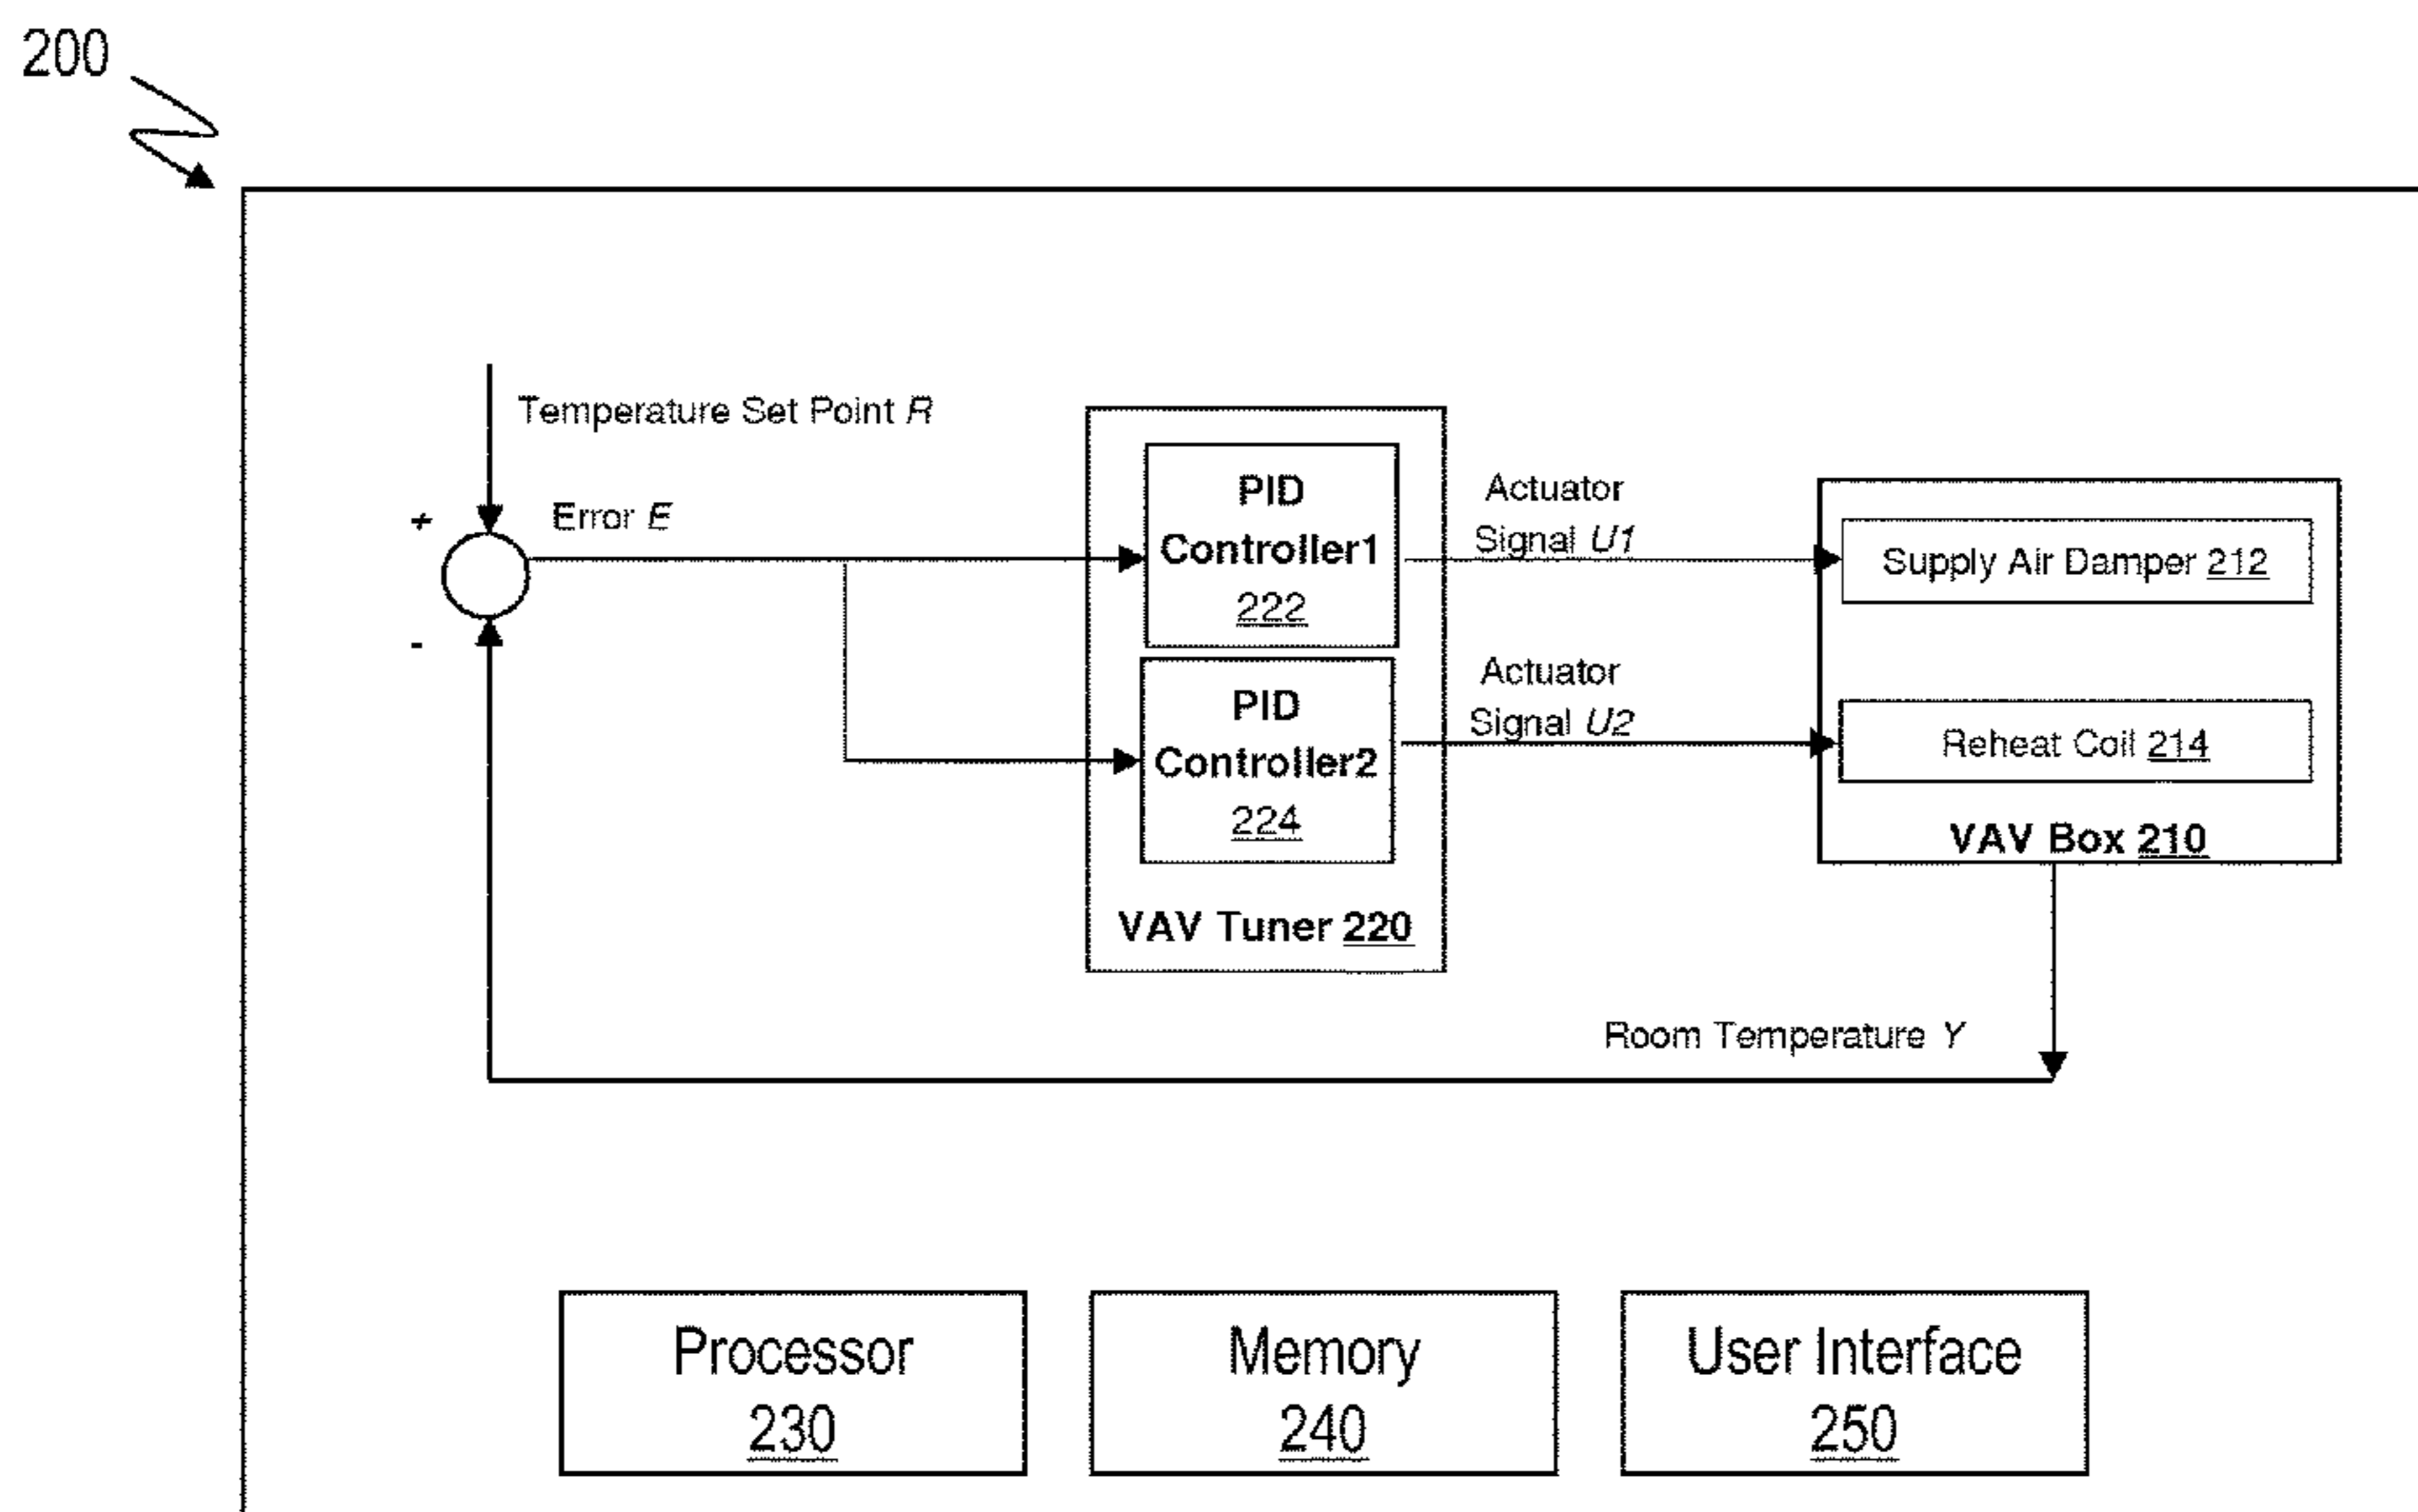 200
Temperature Set Point R
+
Error E
-
PID
Controller1
222
PID
Controller2
224
VAV Tuner 220
Actuator
Signal U1
Actuator
Signal U2
Supply Air Damper 212
Reheat Coil 214
VAV Box 210
Room Temperature Y
Processor
230
Memory
240
User Interface
250